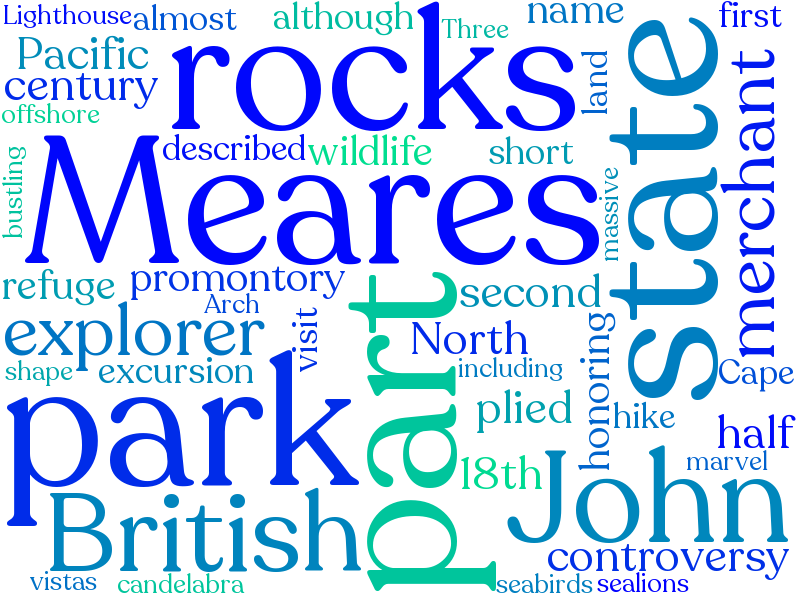 Lighthouse
almost
although
Three
name
first
Pacific
century
rocks
land
state
merchant
offshore
described
wildlife
short
bustling
Meares
massive
refuge
promontory
Arch
second
explorer
visit
North
honoring
Cape
shape
excursion
including
part
park
plied
hike
half
18th
marvel
John
British
controversy
vistas
candelabra
seabirds
sealions